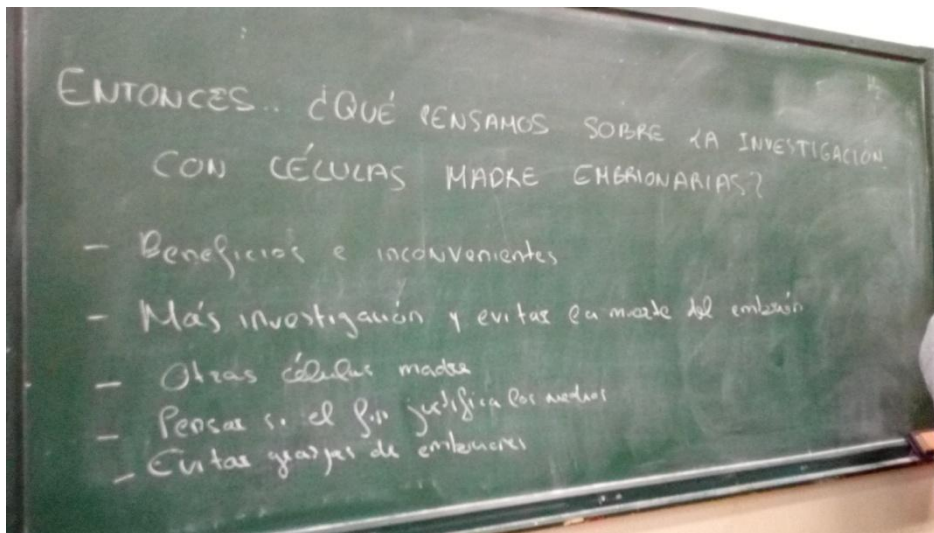 ENTONCES.. ¿QUÉ PENSAMOS SOBRE LA INVESTIGACIÓN
CON CÉLULAS MADRE EMBRIONARIAS?
- Beneficios e inconvenientes
- Más investigación y evitar la muerte del embrión
- Otras células madre
- Pensar si el fin justifica los medios
- Evitar granjas de embriones